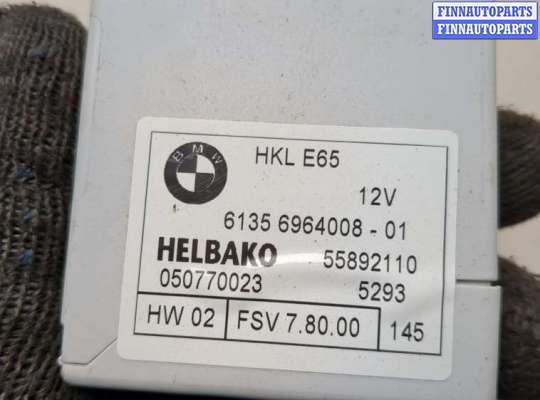 FINNAUTOPARTS
FINNAUTOPARTS
BMW
HKL E65
12V
6135 6964008 - 01
HELBAKO 55892110
050770023 5293
HW 02 FSV 7.80.00 145